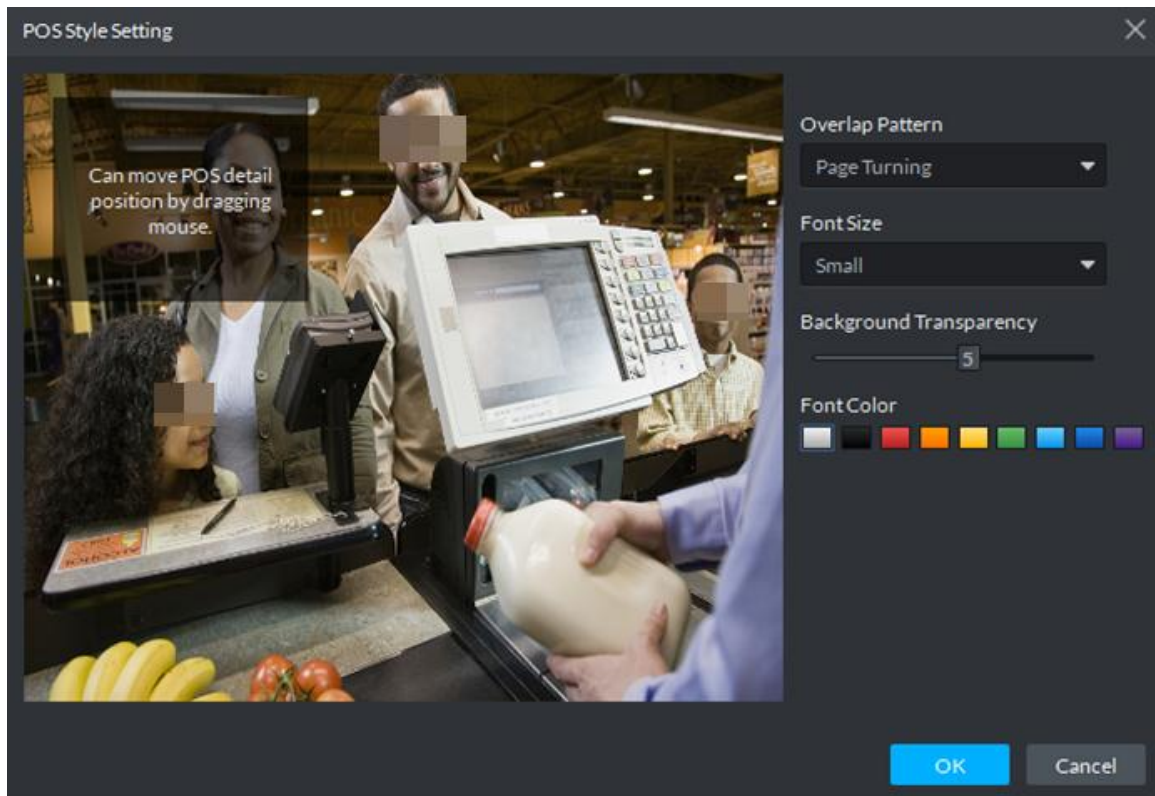 POS Style Setting
Can move POS detail
position by dragging
mouse.
Overlap Pattern
Page Turning
Font Size
Small
Background Transparency
5
Font Color
OK
Cancel